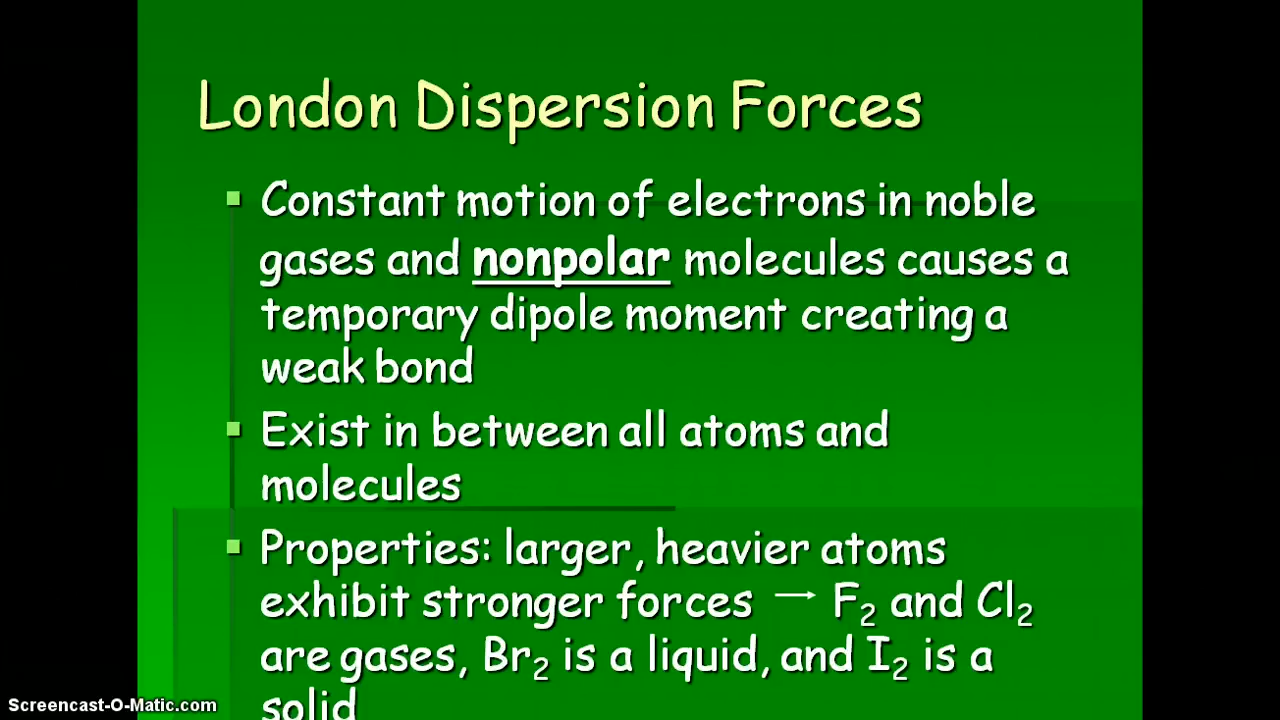 London Dispersion Forces
▪ Constant motion of electrons in noble
gases and nonpolar molecules causes a
temporary dipole moment creating a
weak bond
▪ Exist in between all atoms and
molecules
▪ Properties: larger, heavier atoms
exhibit stronger forces → F₂ and Cl₂
are gases, Br₂ is a liquid, and I₂ is a
solid
Screencast-O-Matic.com